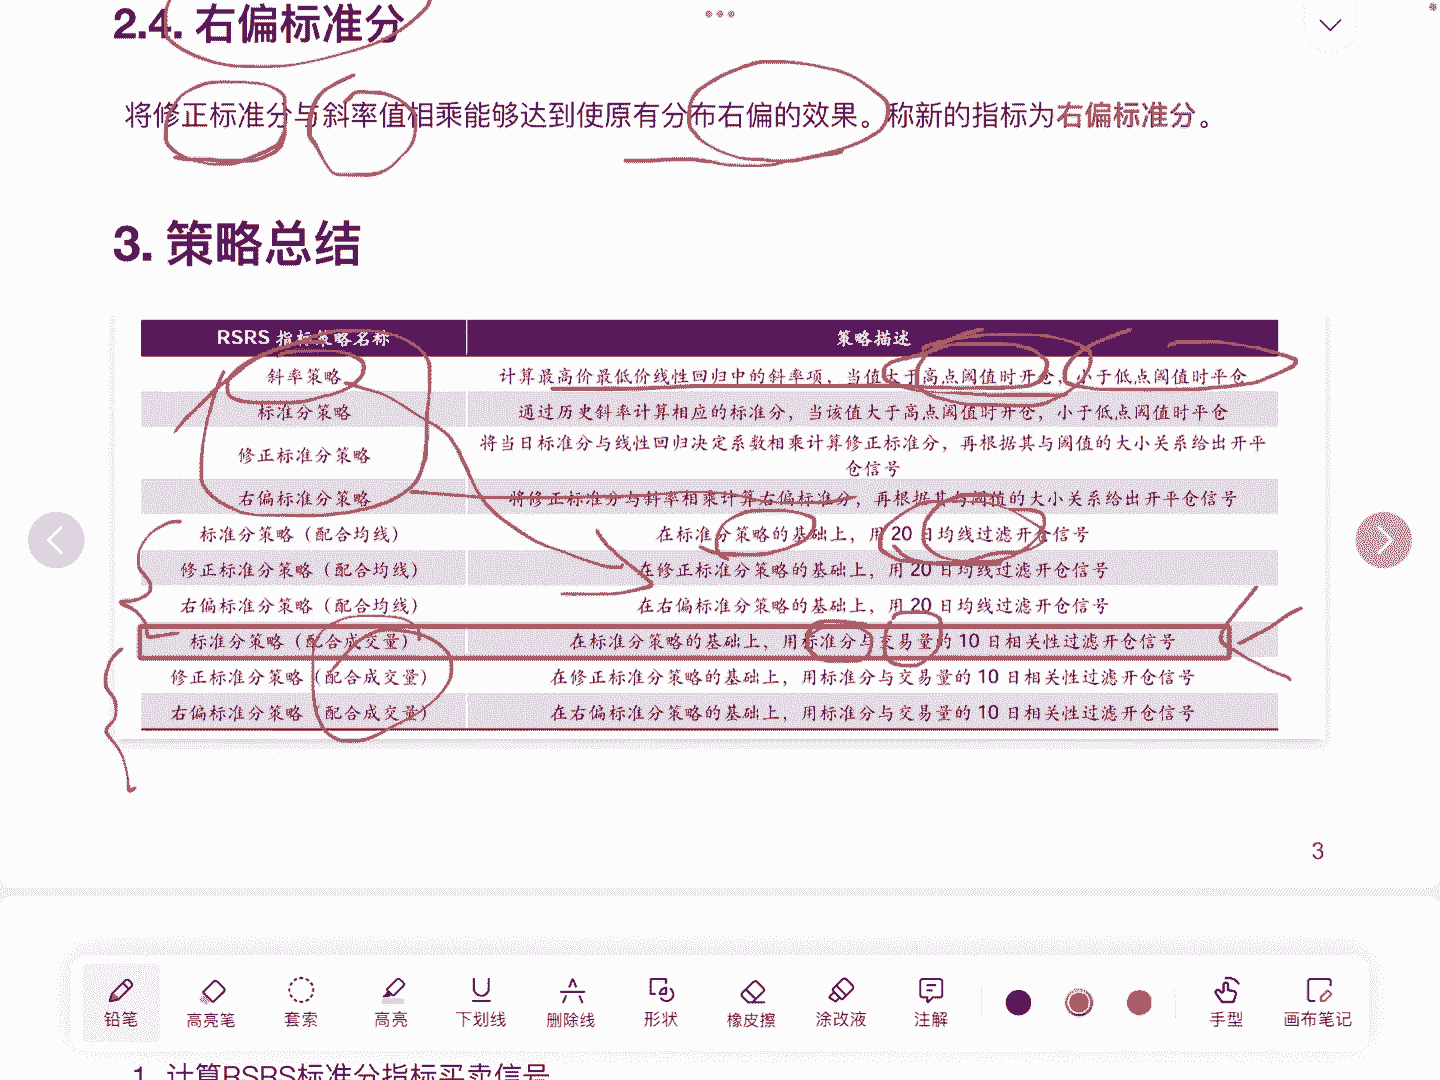 2.4. 右偏标准分
将修正标准分与斜率值相乘能够达到使原有分布右偏的效果。称新的指标为右偏标准分。
3. 策略总结
RSRS 指标策略名称 策略描述
斜率策略 计算最高价最低价线性回归中的斜率项，当值大于高点阈值时开仓，小于低点阈值时平仓
标准分策略 通过历史斜率计算相应的标准分，当该值大于高点阈值时开仓，小于低点阈值时平仓
修正标准分策略 将当日标准分与线性回归决定系数相乘计算修正标准分，再根据其与阈值的大小关系给出开平
仓信号
右偏标准分策略 将修正标准分与斜率相乘计算右偏标准分，再根据其与阈值的大小关系给出开平仓信号
标准分策略（配合均线） 在标准分策略的基础上，用 20 日均线过滤开仓信号
修正标准分策略（配合均线） 在修正标准分策略的基础上，用 20 日均线过滤开仓信号
右偏标准分策略（配合均线） 在右偏标准分策略的基础上，用 20 日均线过滤开仓信号
标准分策略（配合成交量） 在标准分策略的基础上，用标准分与交易量的 10 日相关性过滤开仓信号
修正标准分策略（配合成交量） 在修正标准分策略的基础上，用标准分与交易量的 10 日相关性过滤开仓信号
右偏标准分策略（配合成交量） 在右偏标准分策略的基础上，用标准分与交易量的 10 日相关性过滤开仓信号
3
铅笔 高亮笔 套索 高亮 下划线 删除线 形状 橡皮擦 涂改液 注解 手型 画布笔记
1. 计算RSRS标准分指标买卖信号